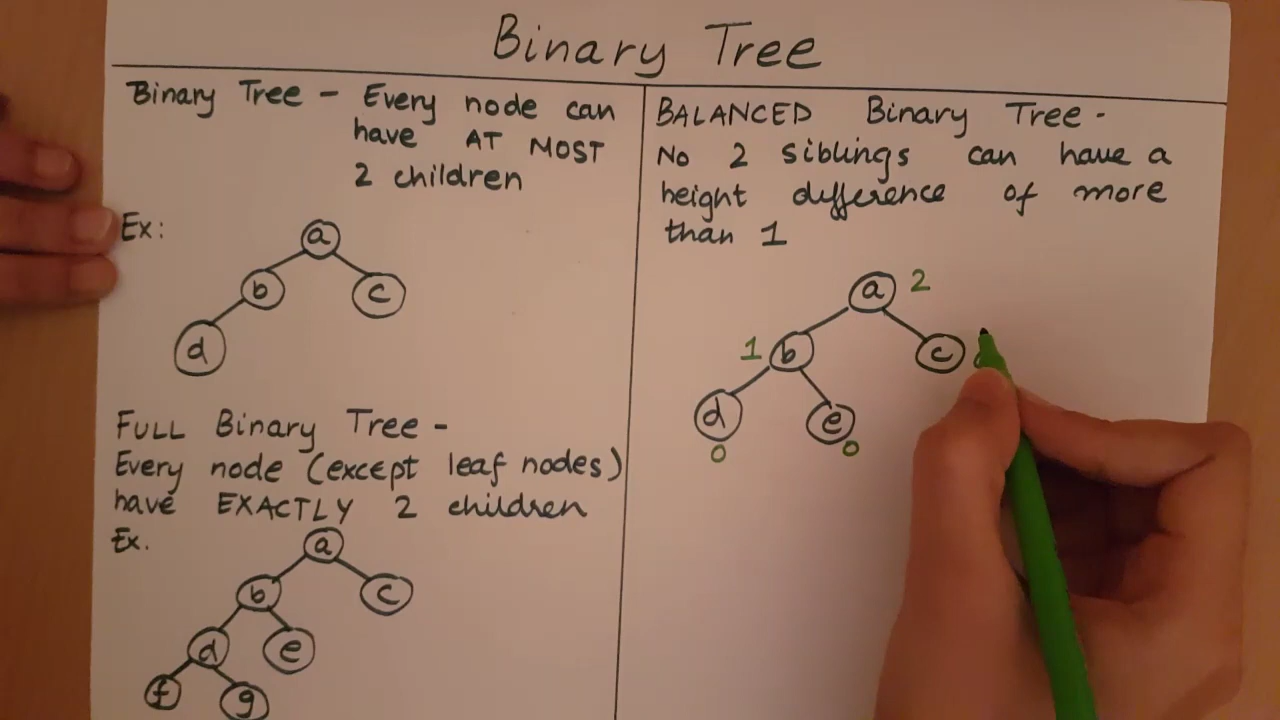 Binary Tree
Binary Tree - Every node can
have AT MOST
2 children
Ex:
a
b
c
d
FULL Binary Tree -
Every node (except leaf nodes)
have EXACTLY 2 children
Ex.
a
b
c
d
e
f
g
BALANCED Binary Tree -
No 2 siblings can have a
height difference of more
than 1
a 2
1 b
c
d
e
0
0